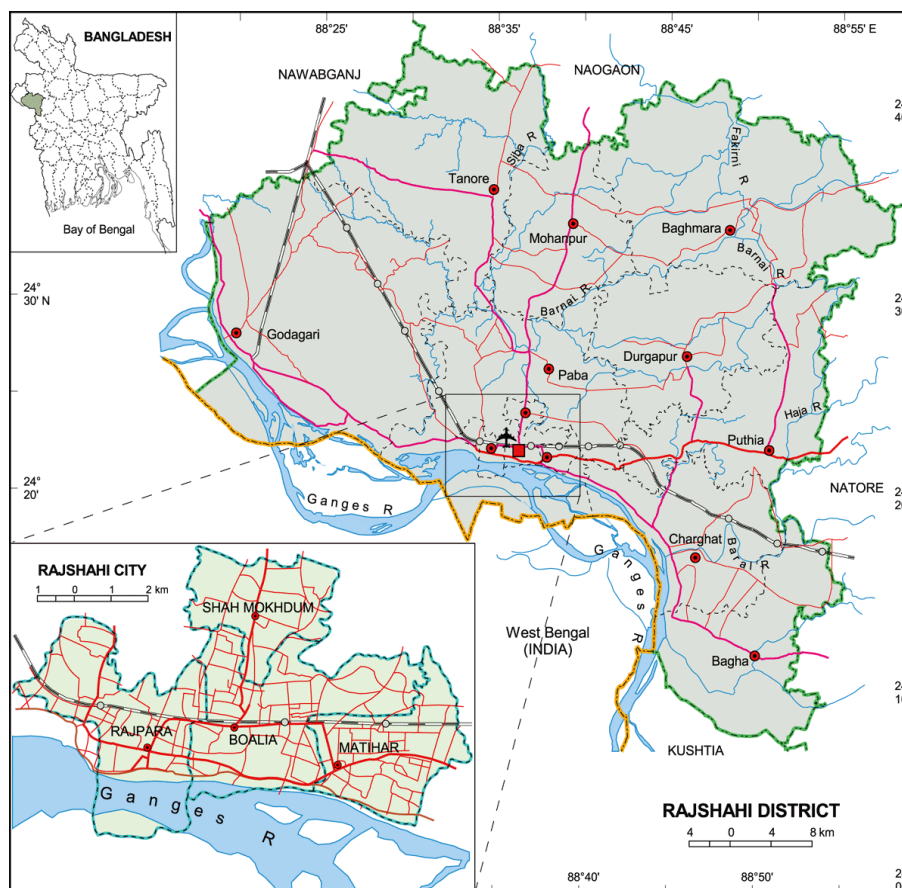 BANGLADESH
Bay of Bengal
88°25'
88°35'
88°45'
88°55' E
NAWABGANJ
NAOGAON
Siba R
Fakirni R
Tanore
Mohanpur
Baghmara
Barnai R
24°
30' N
Barnai R
Godagari
Durgapur
Paba
Haja R
Puthia
24°
20'
Ganges R
NATORE
Charghat
Baral R
Ganges R
West Bengal
(INDIA)
Bagha
KUSHTIA
RAJSHAHI CITY
1 0 2 km
SHAH MOKHDUM
RAJPARA
BOALIA
MATIHAR
Ganges R
RAJSHAHI DISTRICT
4 0 4 8 km
88°40'
88°50'